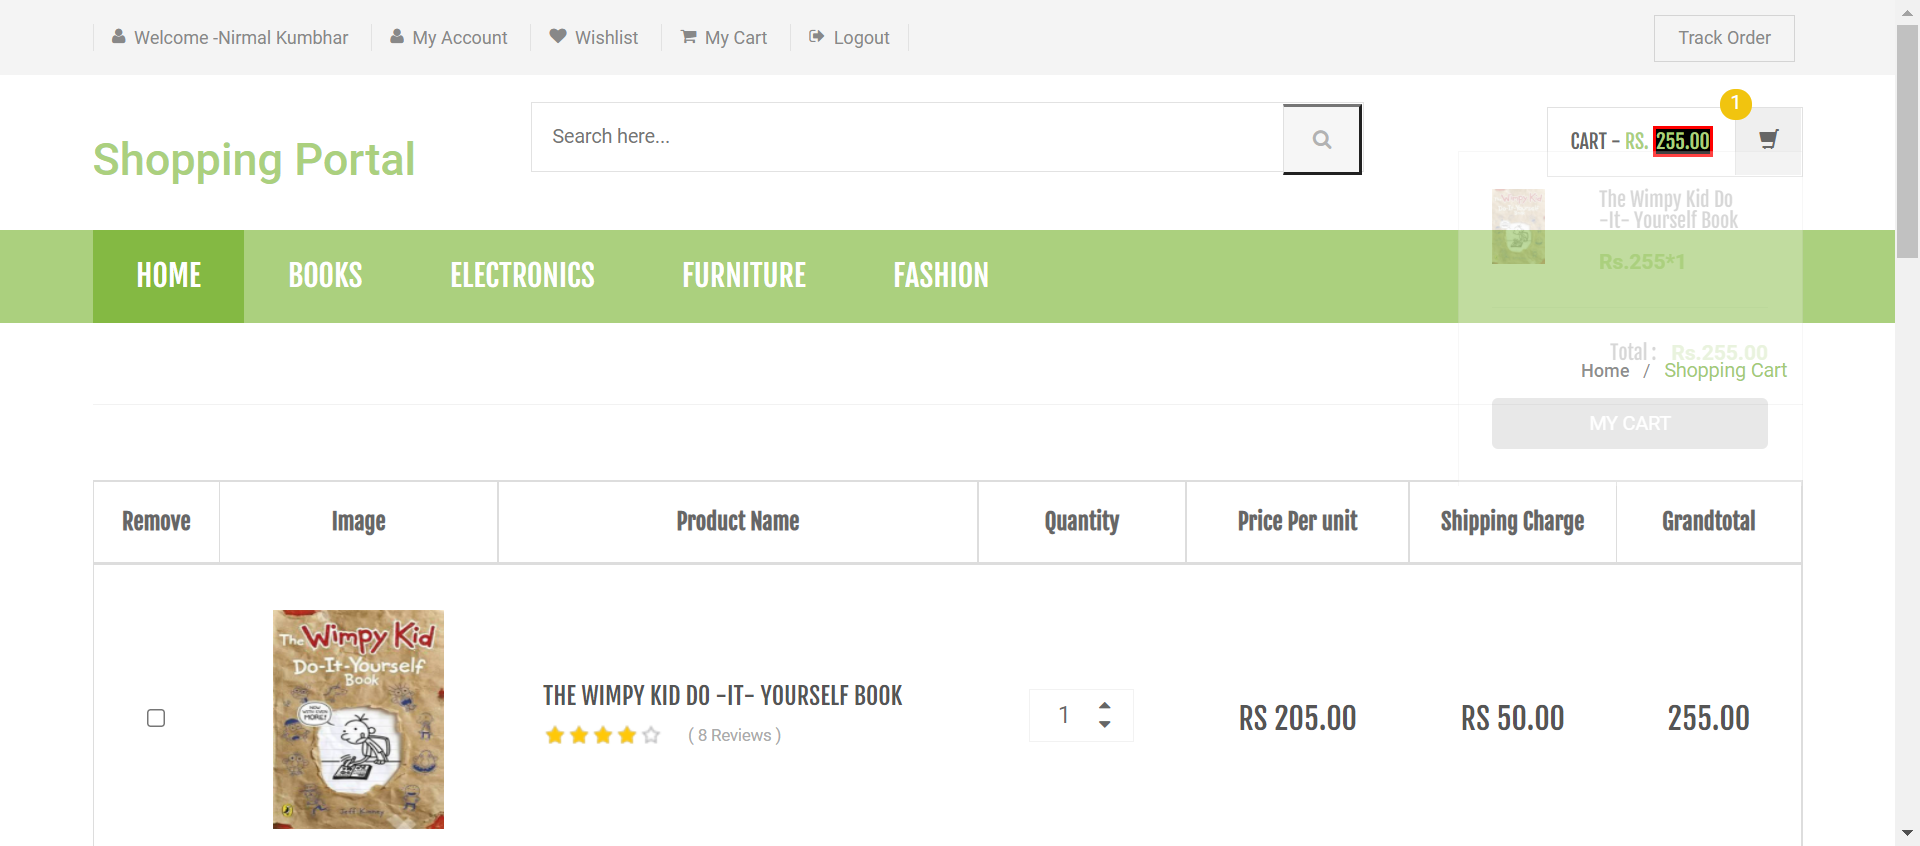 Welcome -Nirmal Kumbhar
My Account
Wishlist
My Cart
Logout
Track Order
Shopping Portal
Search here...
CART - RS. 255.00
1
The Wimpy Kid Do
-It- Yourself Book
Rs.255*1
HOME
BOOKS
ELECTRONICS
FURNITURE
FASHION
Total : Rs.255.00
Home / Shopping Cart
MY CART
Remove
Image
Product Name
Quantity
Price Per unit
Shipping Charge
Grandtotal
The Wimpy Kid
Do-It-Yourself
Book
THE WIMPY KID DO -IT- YOURSELF BOOK
( 8 Reviews )
1
RS 205.00
RS 50.00
255.00
Jeff Kinney